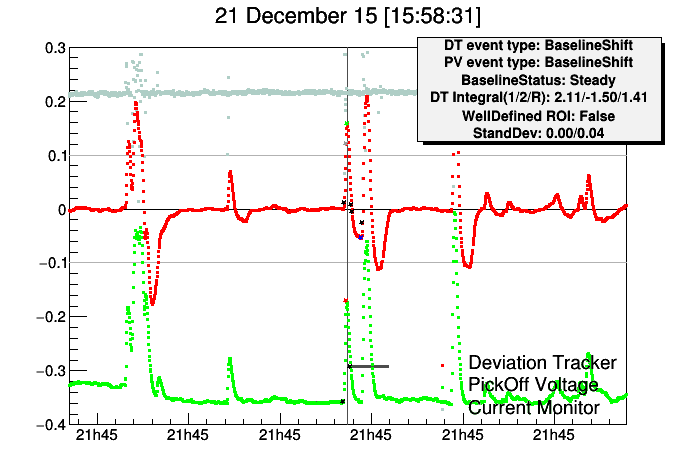 21 December 15 [15:58:31]
DT event type: BaselineShift
PV event type: BaselineShift
BaselineStatus: Steady
DT Integral(1/2/R): 2.11/-1.50/1.41
WellDefined ROI: False
StandDev: 0.00/0.04
0.3
0.2
0.1
0
−0.1
−0.2
−0.3
−0.4
Deviation Tracker
PickOff Voltage
Current Monitor
21h45 21h45 21h45 21h45 21h45 21h45